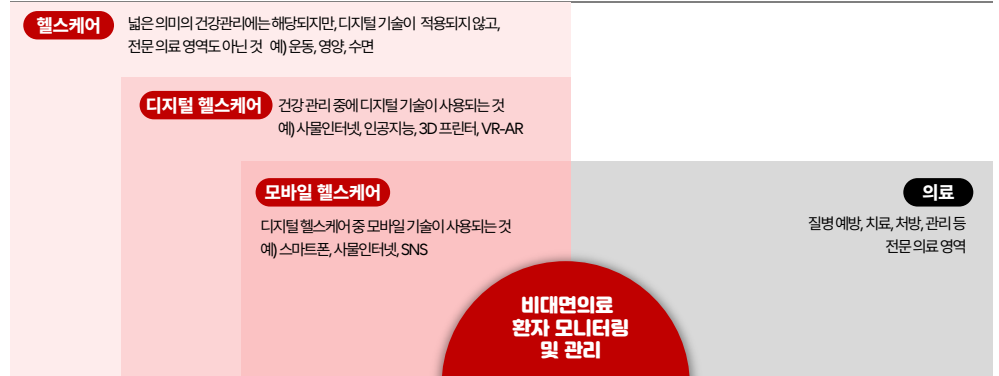 헬스케어
넓은 의미의 건강관리에는 해당되지만, 디지털 기술이 적용되지 않고,
전문 의료 영역도 아닌 것 예) 운동, 영양, 수면
디지털 헬스케어
건강 관리 중에 디지털 기술이 사용되는 것
예) 사물인터넷, 인공지능, 3D 프린터, VR-AR
모바일 헬스케어
디지털 헬스케어 중 모바일 기술이 사용되는 것
예) 스마트폰, 사물인터넷, SNS
의료
질병 예방, 치료, 처방, 관리 등
전문 의료 영역
비대면의료
환자 모니터링
및 관리